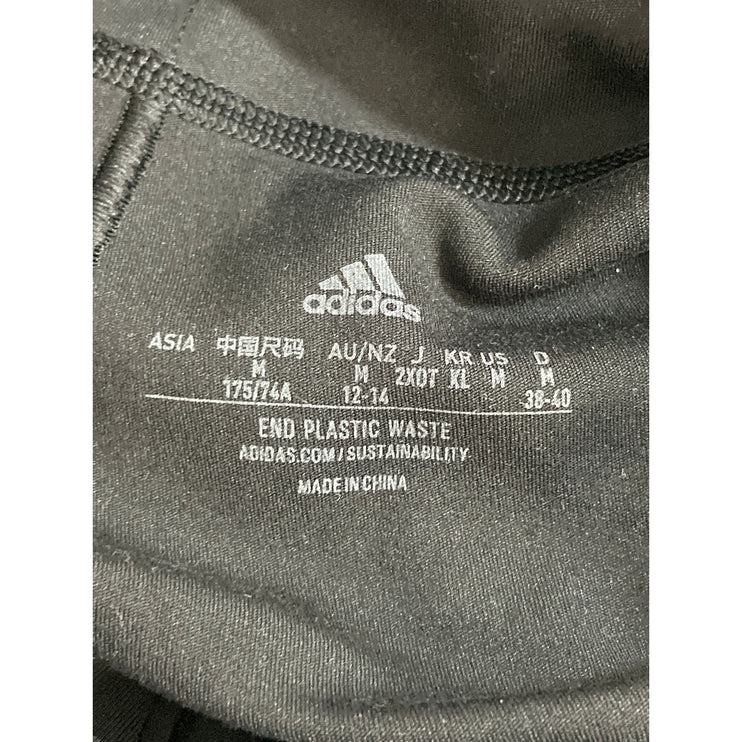 adidas
ASIA 中国尺码 AU/NZ J KR US D
M M 2XOT XL M M
175/74A 12-14 38-40
END PLASTIC WASTE
ADIDAS.COM/SUSTAINABILITY
MADE IN CHINA